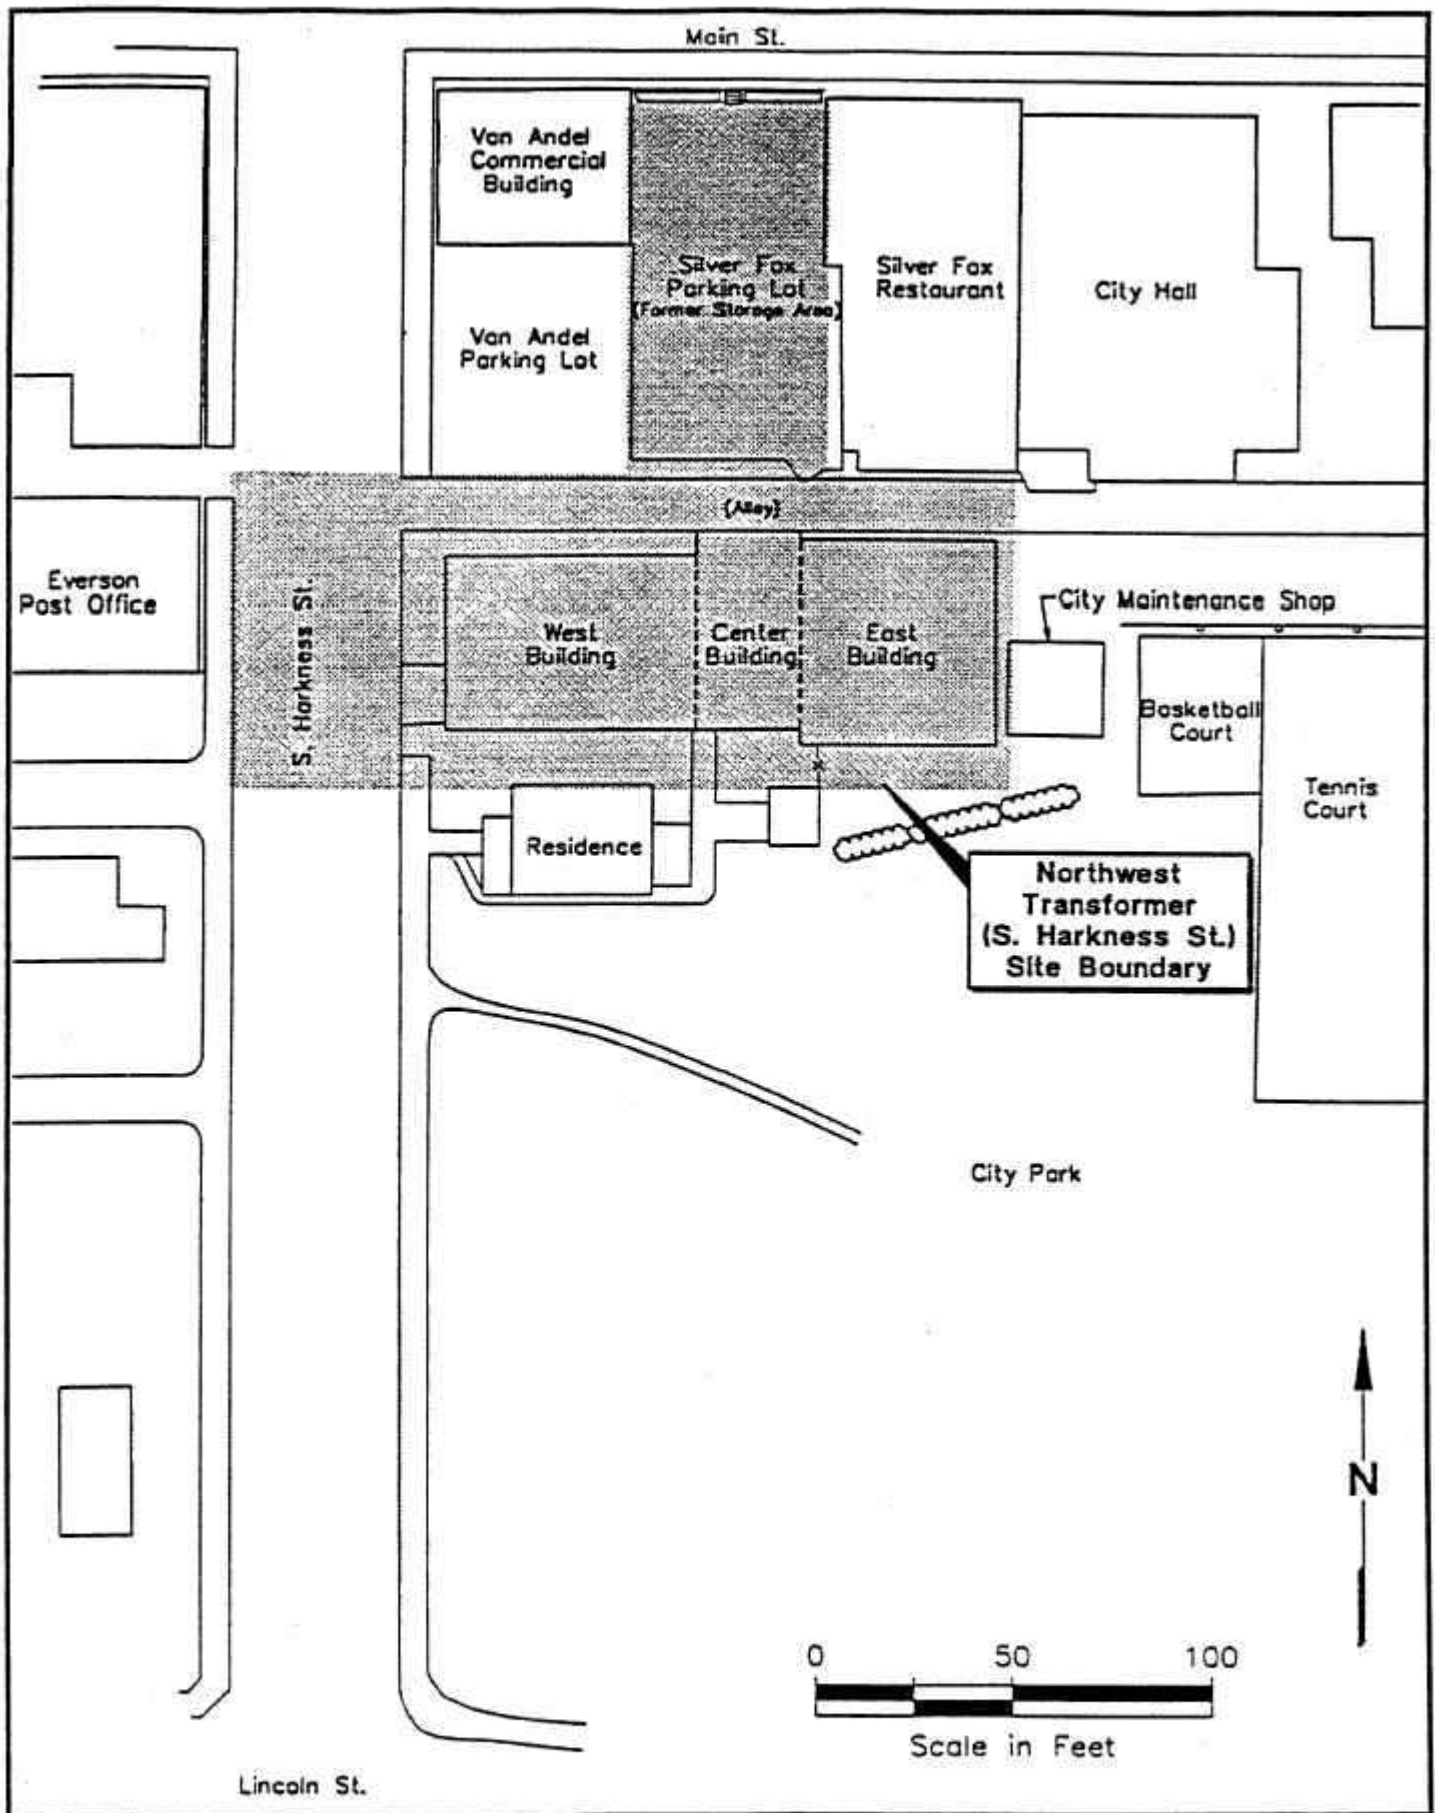 Main St.
Van Andel
Commercial
Building
Silver Fox
Parking Lot
(Former Storage Area)
Silver Fox
Restaurant
City Hall
Van Andel
Parking Lot
(Alley)
Everson
Post Office
S. Harkness St.
West
Building
Center
Building
East
Building
City Maintenance Shop
Basketball
Court
Tennis
Court
Residence
Northwest
Transformer
(S. Harkness St.)
Site Boundary
City Park
N
0 50 100
Scale in Feet
Lincoln St.